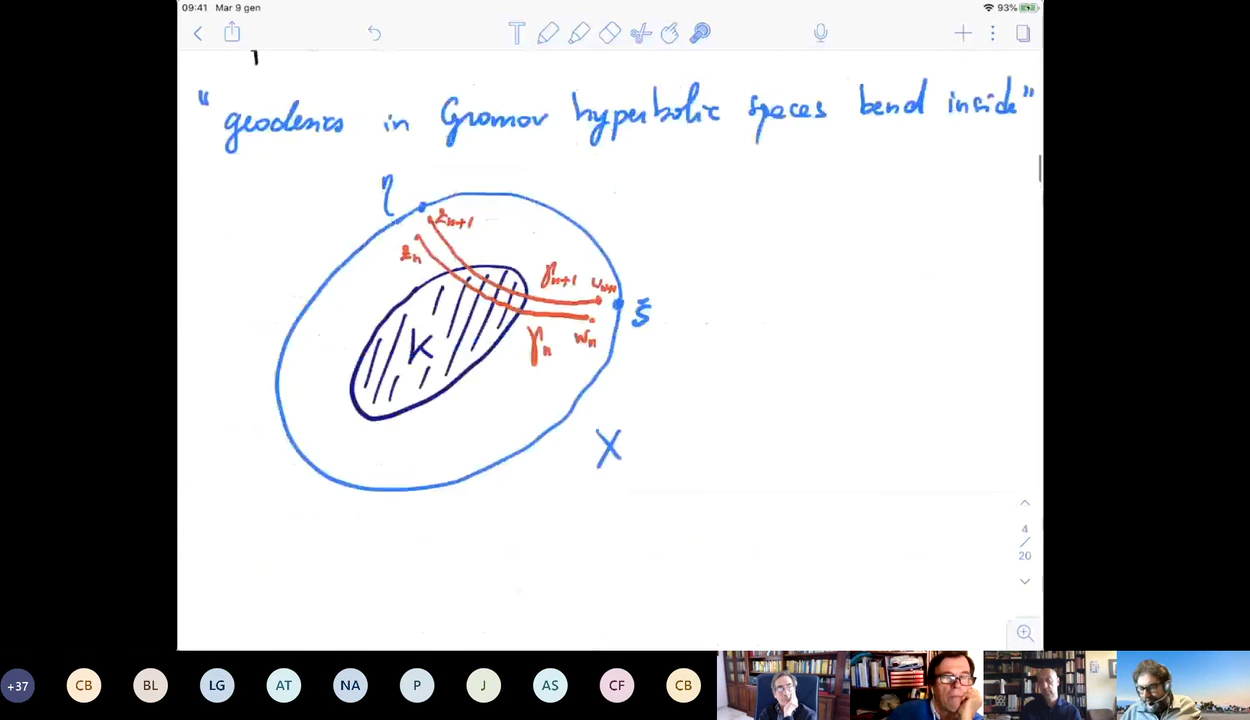 09:41 Mar 9 gen
93%
T
"geodesics in Gromov hyperbolic spaces bend inside"
η
z_{n+1}
z_n
γ_{n+1} w_{n+1}
ξ
K
γ_n w_n
X
4
/
20
+37 CB BL LG AT NA P J AS CF CB